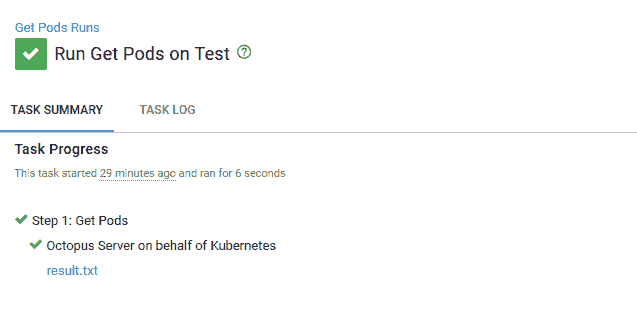 Get Pods Runs
Run Get Pods on Test
TASK SUMMARY TASK LOG
Task Progress
This task started 29 minutes ago and ran for 6 seconds
Step 1: Get Pods
Octopus Server on behalf of Kubernetes
result.txt